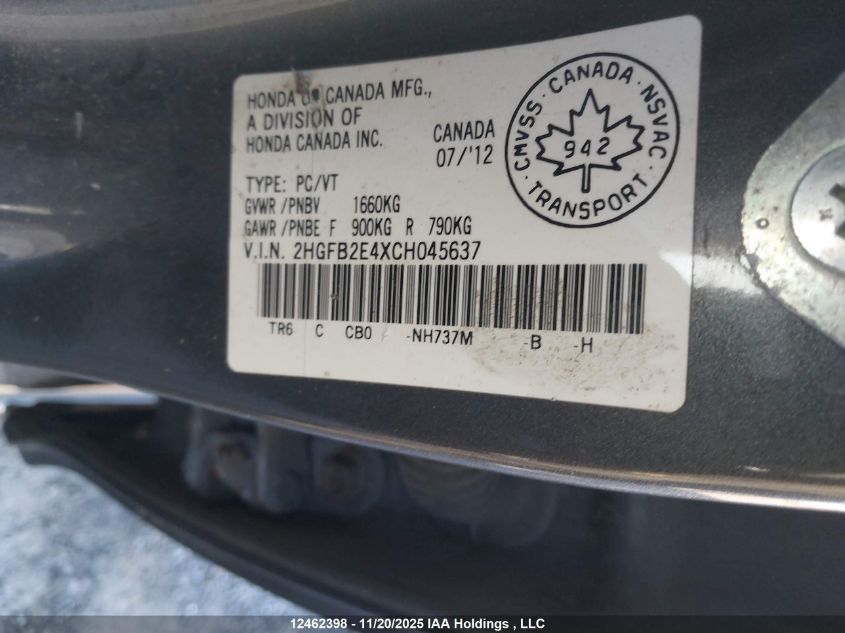 HONDA OF CANADA MFG.,
A DIVISION OF
HONDA CANADA INC.
CANADA
07/'12
TYPE: PC/VT
GVWR /PNBV 1660KG
GAWR /PNBE F 900KG R 790KG
V.I.N. 2HGFB2E4XCH045637
TR6 C CB0 -NH737M -B -H
CMVSS · CANADA · NSVAC · TRANSPORT ·
942
12462398 - 11/20/2025 IAA Holdings , LLC